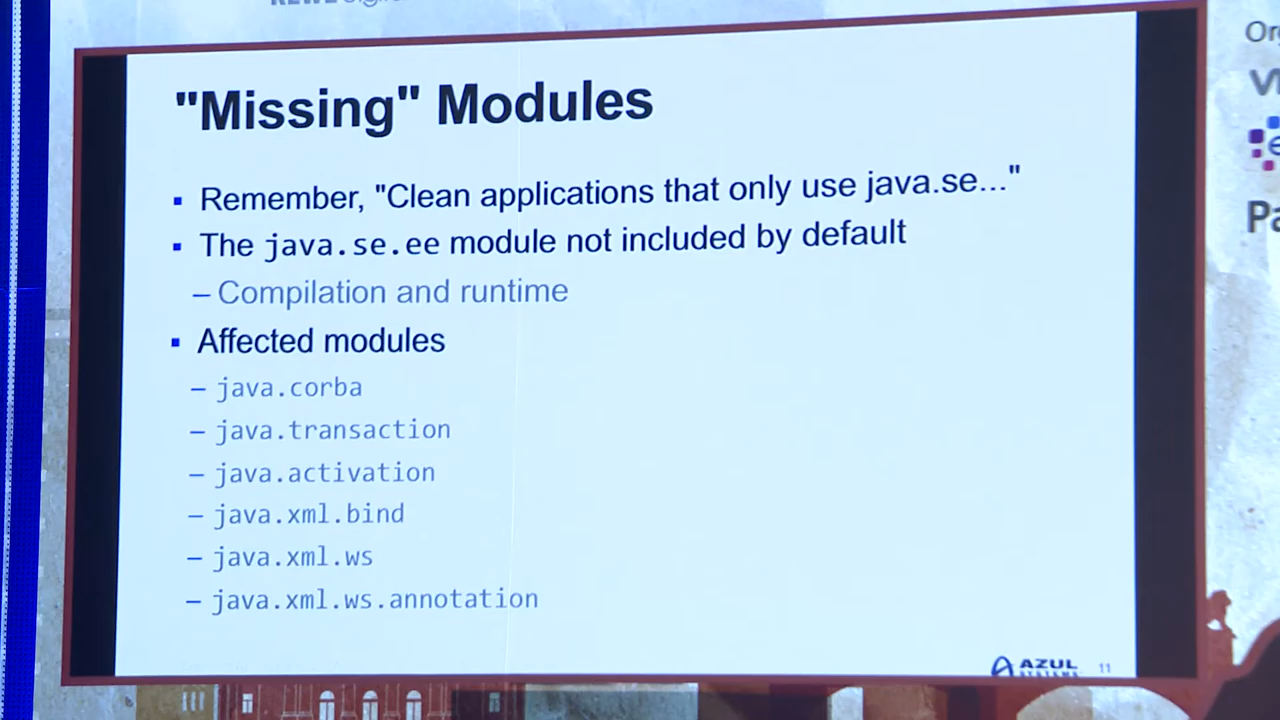 "Missing" Modules
▪ Remember, "Clean applications that only use java.se..."
▪ The java.se.ee module not included by default
– Compilation and runtime
▪ Affected modules
– java.corba
– java.transaction
– java.activation
– java.xml.bind
– java.xml.ws
– java.xml.ws.annotation
AZUL
SYSTEMS
11